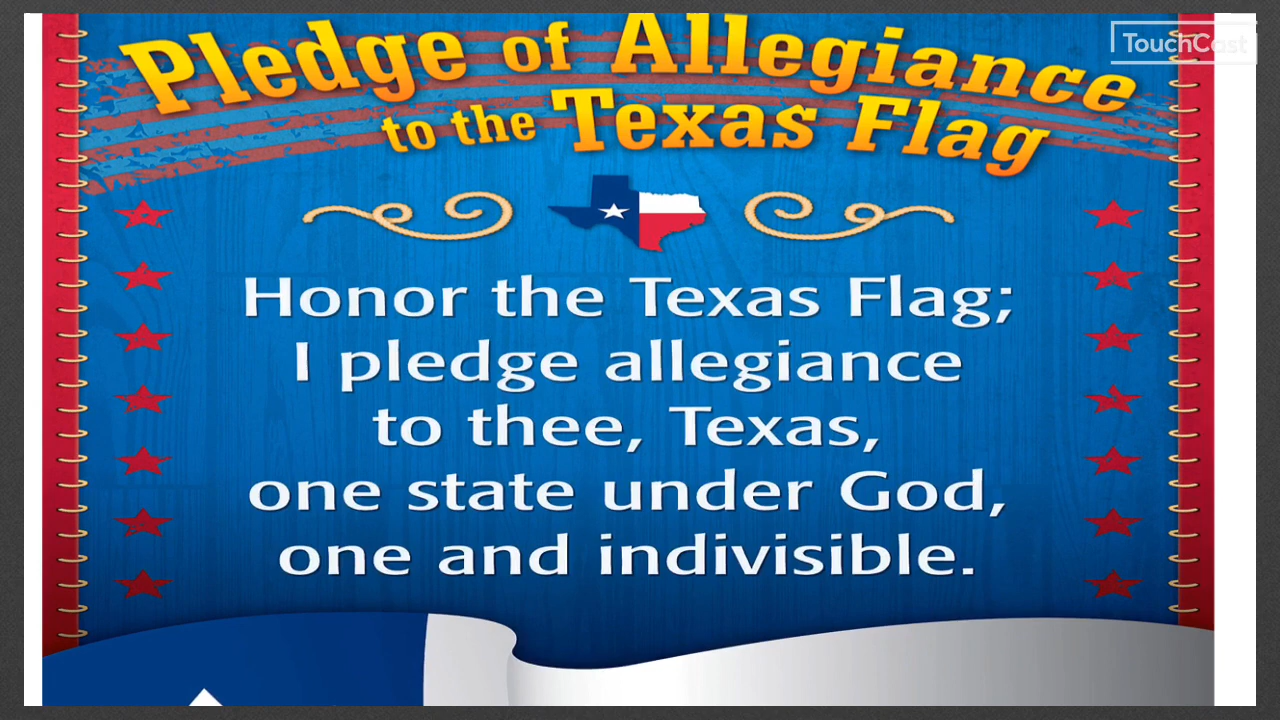 TouchCast
Pledge of Allegiance
to the Texas Flag
Honor the Texas Flag;
I pledge allegiance
to thee, Texas,
one state under God,
one and indivisible.